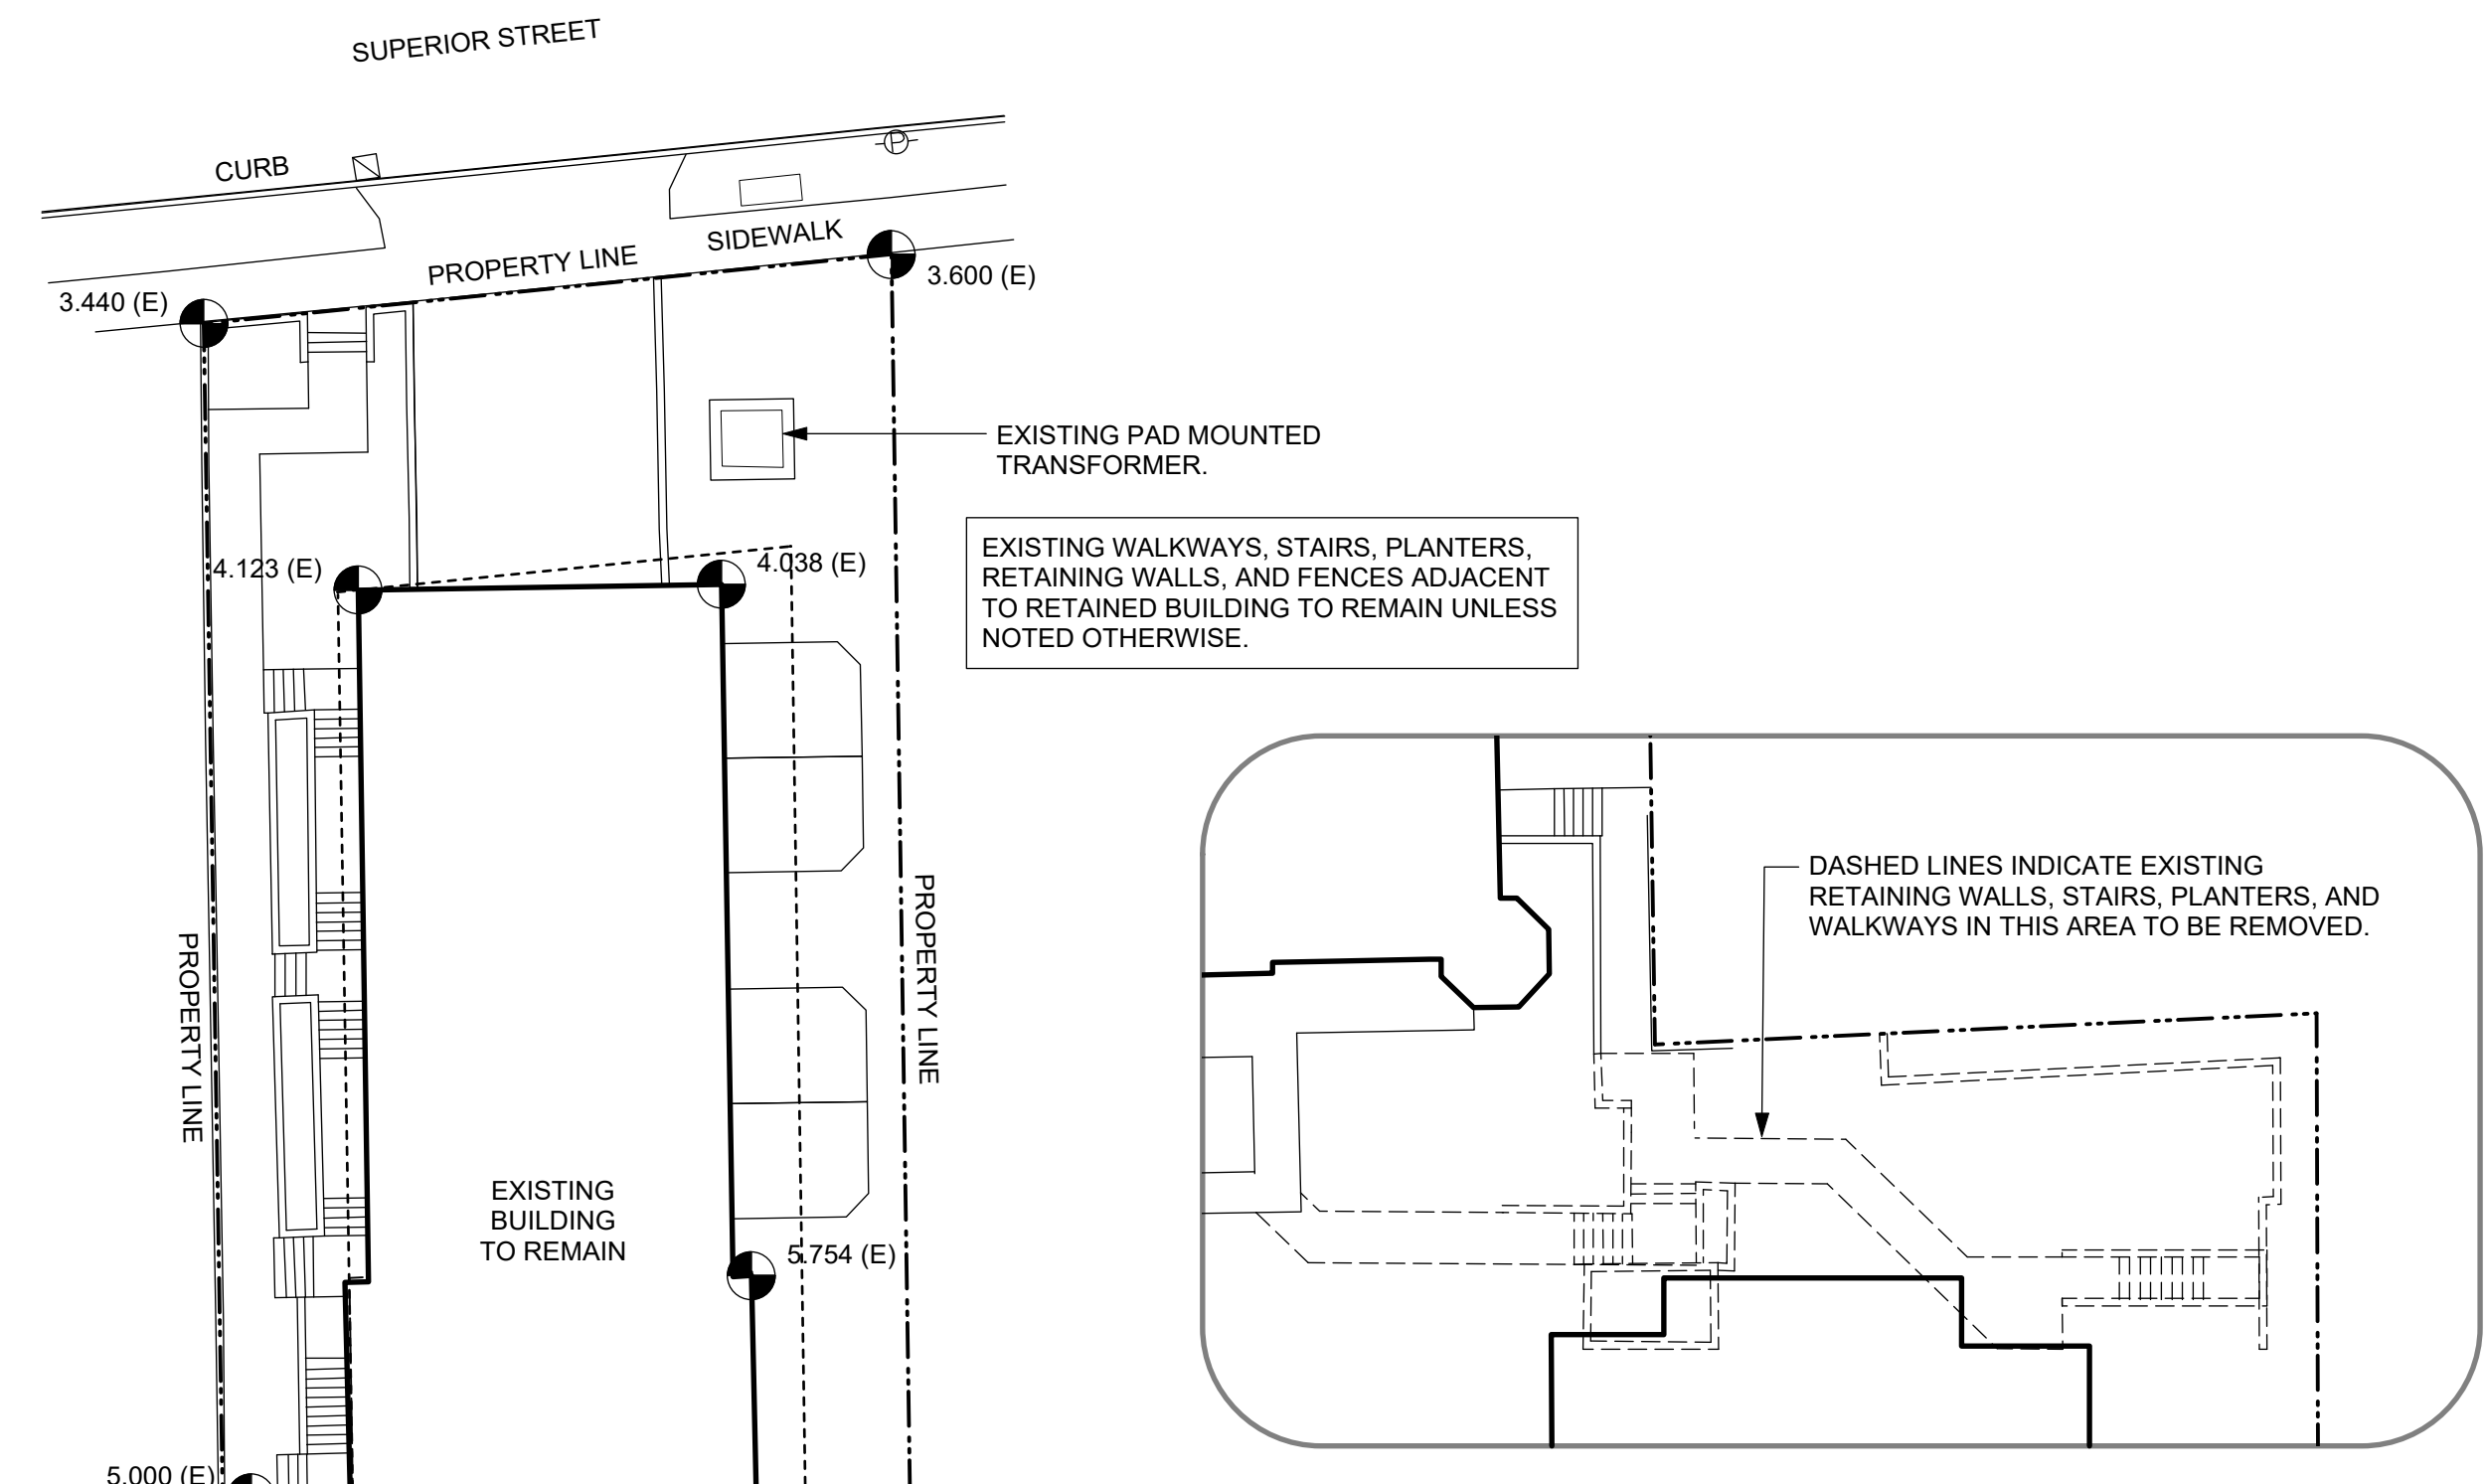 SUPERIOR STREET
CURB
P
SIDEWALK
PROPERTY LINE
3.600 (E)
3.440 (E)
EXISTING PAD MOUNTED
TRANSFORMER.
4.123 (E)
4.038 (E)
EXISTING WALKWAYS, STAIRS, PLANTERS,
RETAINING WALLS, AND FENCES ADJACENT
TO RETAINED BUILDING TO REMAIN UNLESS
NOTED OTHERWISE.
DASHED LINES INDICATE EXISTING
RETAINING WALLS, STAIRS, PLANTERS, AND
WALKWAYS IN THIS AREA TO BE REMOVED.
PROPERTY LINE
PROPERTY LINE
EXISTING
BUILDING
TO REMAIN
5.754 (E)
5.000 (E)